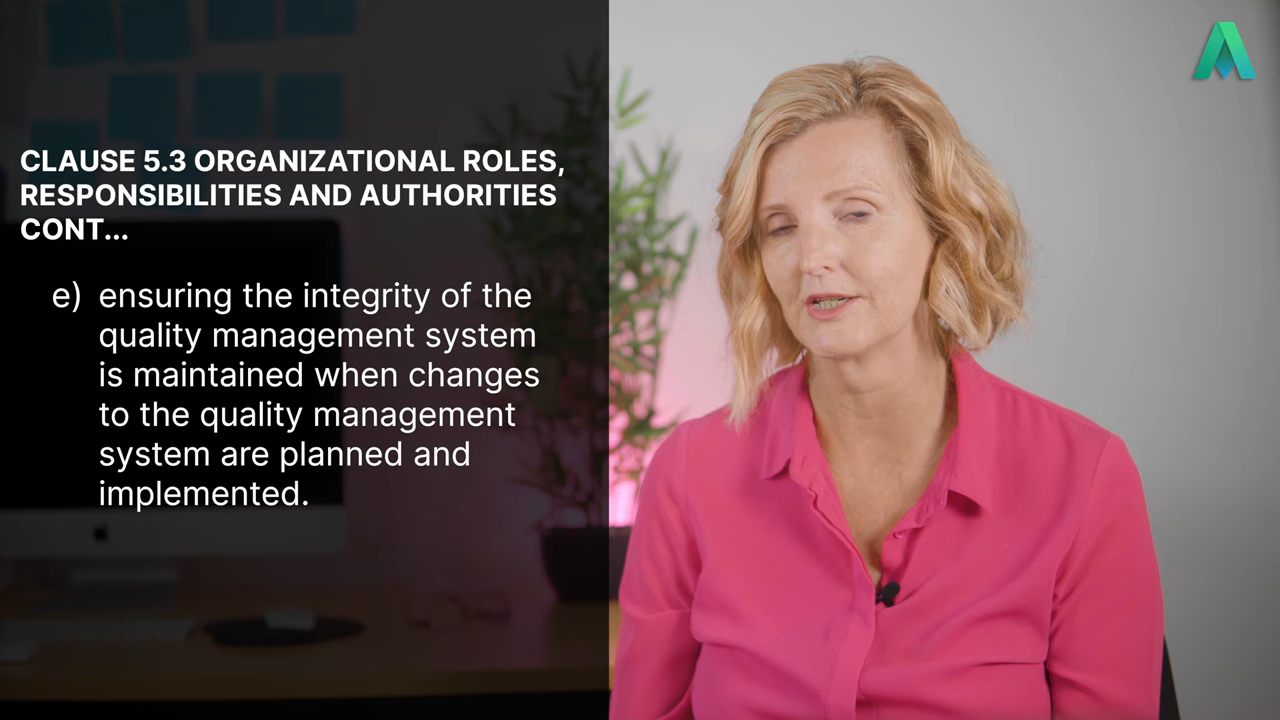 CLAUSE 5.3 ORGANIZATIONAL ROLES,
RESPONSIBILITIES AND AUTHORITIES
CONT...
e) ensuring the integrity of the
quality management system
is maintained when changes
to the quality management
system are planned and
implemented.